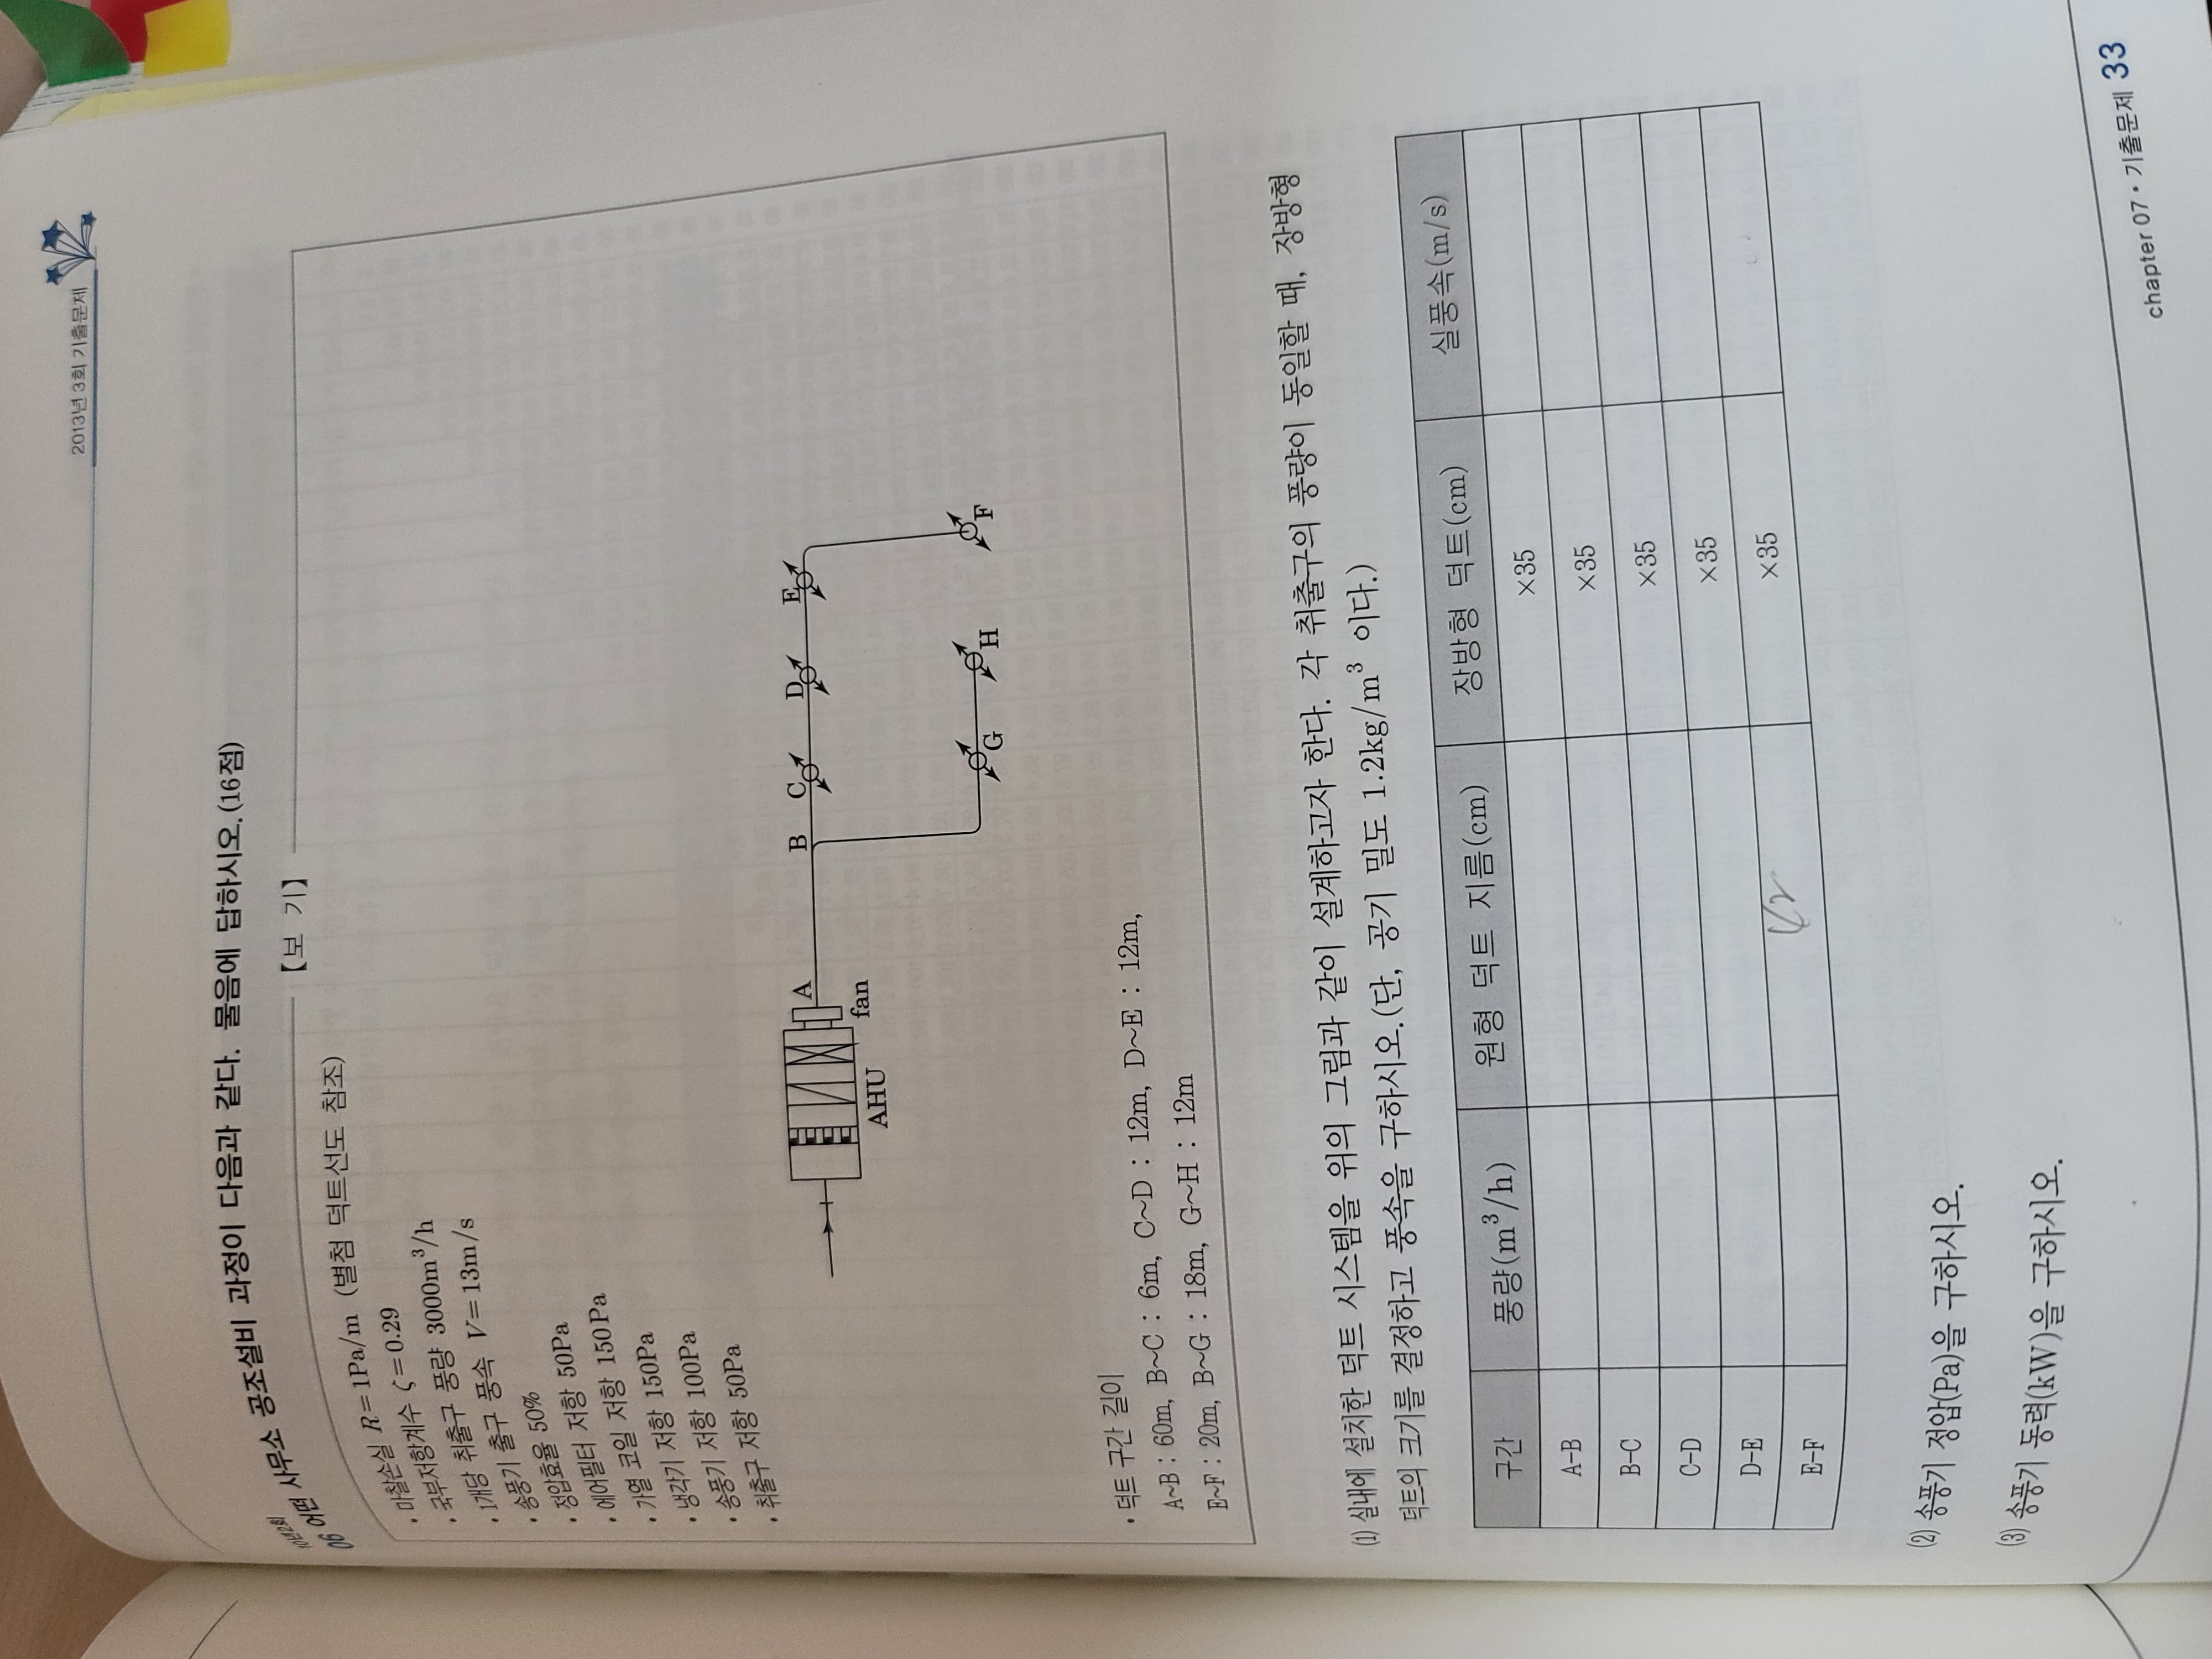 2013년 3회 기출문제
10년2회
06 어떤 사무소 공조설비 과정이 다음과 같다. 물음에 답하시오.(16점)
【보 기】
• 마찰손실 R=1Pa/m (별첨 덕트선도 참조)
• 국부저항계수 ζ=0.29
• 1개당 취출구 풍량 3000m³/h
• 송풍기 출구 풍속 V=13m/s
• 정압효율 50%
• 에어필터 저항 50Pa
• 가열 코일 저항 150Pa
• 냉각기 저항 150Pa
• 송풍기 저항 100Pa
• 취출구 저항 50Pa
A
B
C
D
E
fan
AHU
G
H
F
• 덕트 구간 길이
A~B : 60m, B~C : 6m, C~D : 12m, D~E : 12m,
E~F : 20m, B~G : 18m, G~H : 12m
(1) 실내에 설치한 덕트 시스템을 위의 그림과 같이 설계하고자 한다. 각 취출구의 풍량이 동일할 때, 장방형
덕트의 크기를 결정하고 풍속을 구하시오.(단, 공기 밀도 1.2kg/m³ 이다.)
구간 풍량(m³/h) 원형 덕트 지름(cm) 장방형 덕트(cm) 실풍속(m/s)
A-B ×35
B-C ×35
C-D ×35
D-E ×35
E-F ×35
(2) 송풍기 정압(Pa)을 구하시오.
(3) 송풍기 동력(kW)을 구하시오.
chapter 07 • 기출문제 33